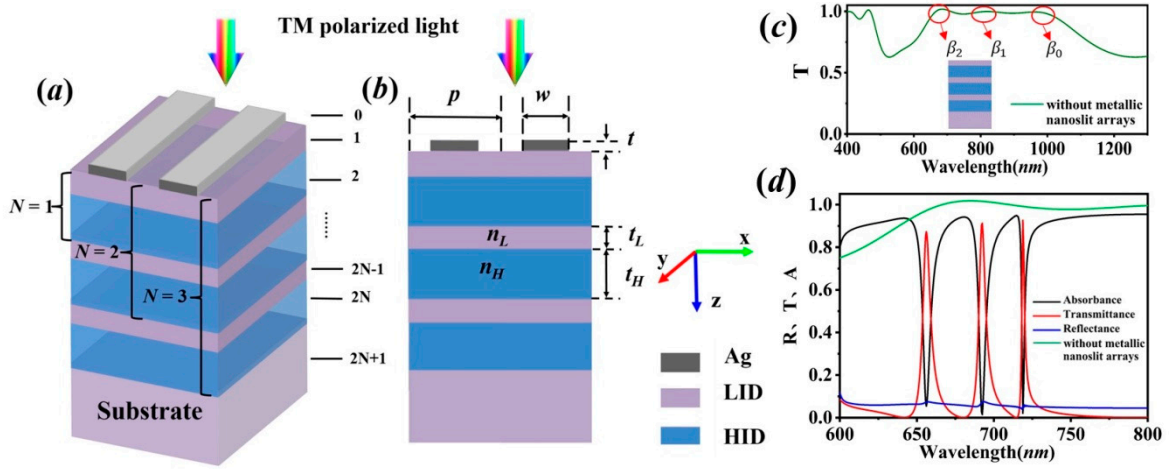 TM polarized light
(a)
0
1
2
2N-1
2N
2N+1
N = 1
N = 2
N = 3
Substrate
(b)
p
w
t
n_L
t_L
n_H
t_H
x
y
z
Ag
LID
HID
(c)
T
1.0
0.5
0.0
β₂
β₁
β₀
without metallic
nanoslit arrays
400 600 800 1000 1200
Wavelength(nm)
(d)
R、T、A
1.0
0.8
0.6
0.4
0.2
0.0
Absorbance
Transmittance
Reflectance
without metallic
nanoslit arrays
600 650 700 750 800
Wavelength(nm)